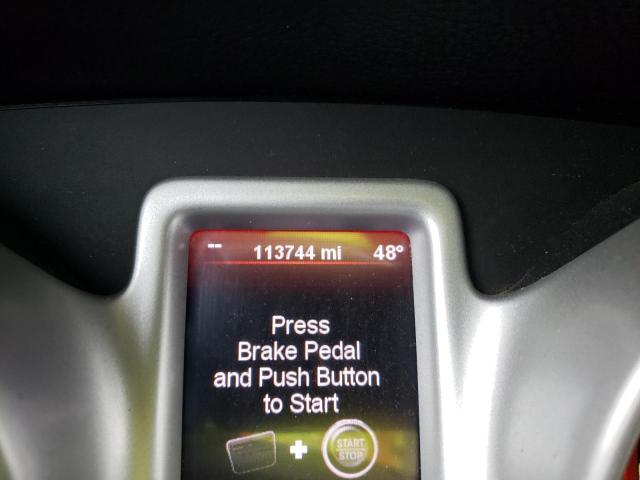 -- 113744 mi 48°
Press
Brake Pedal
and Push Button
to Start
START
STOP